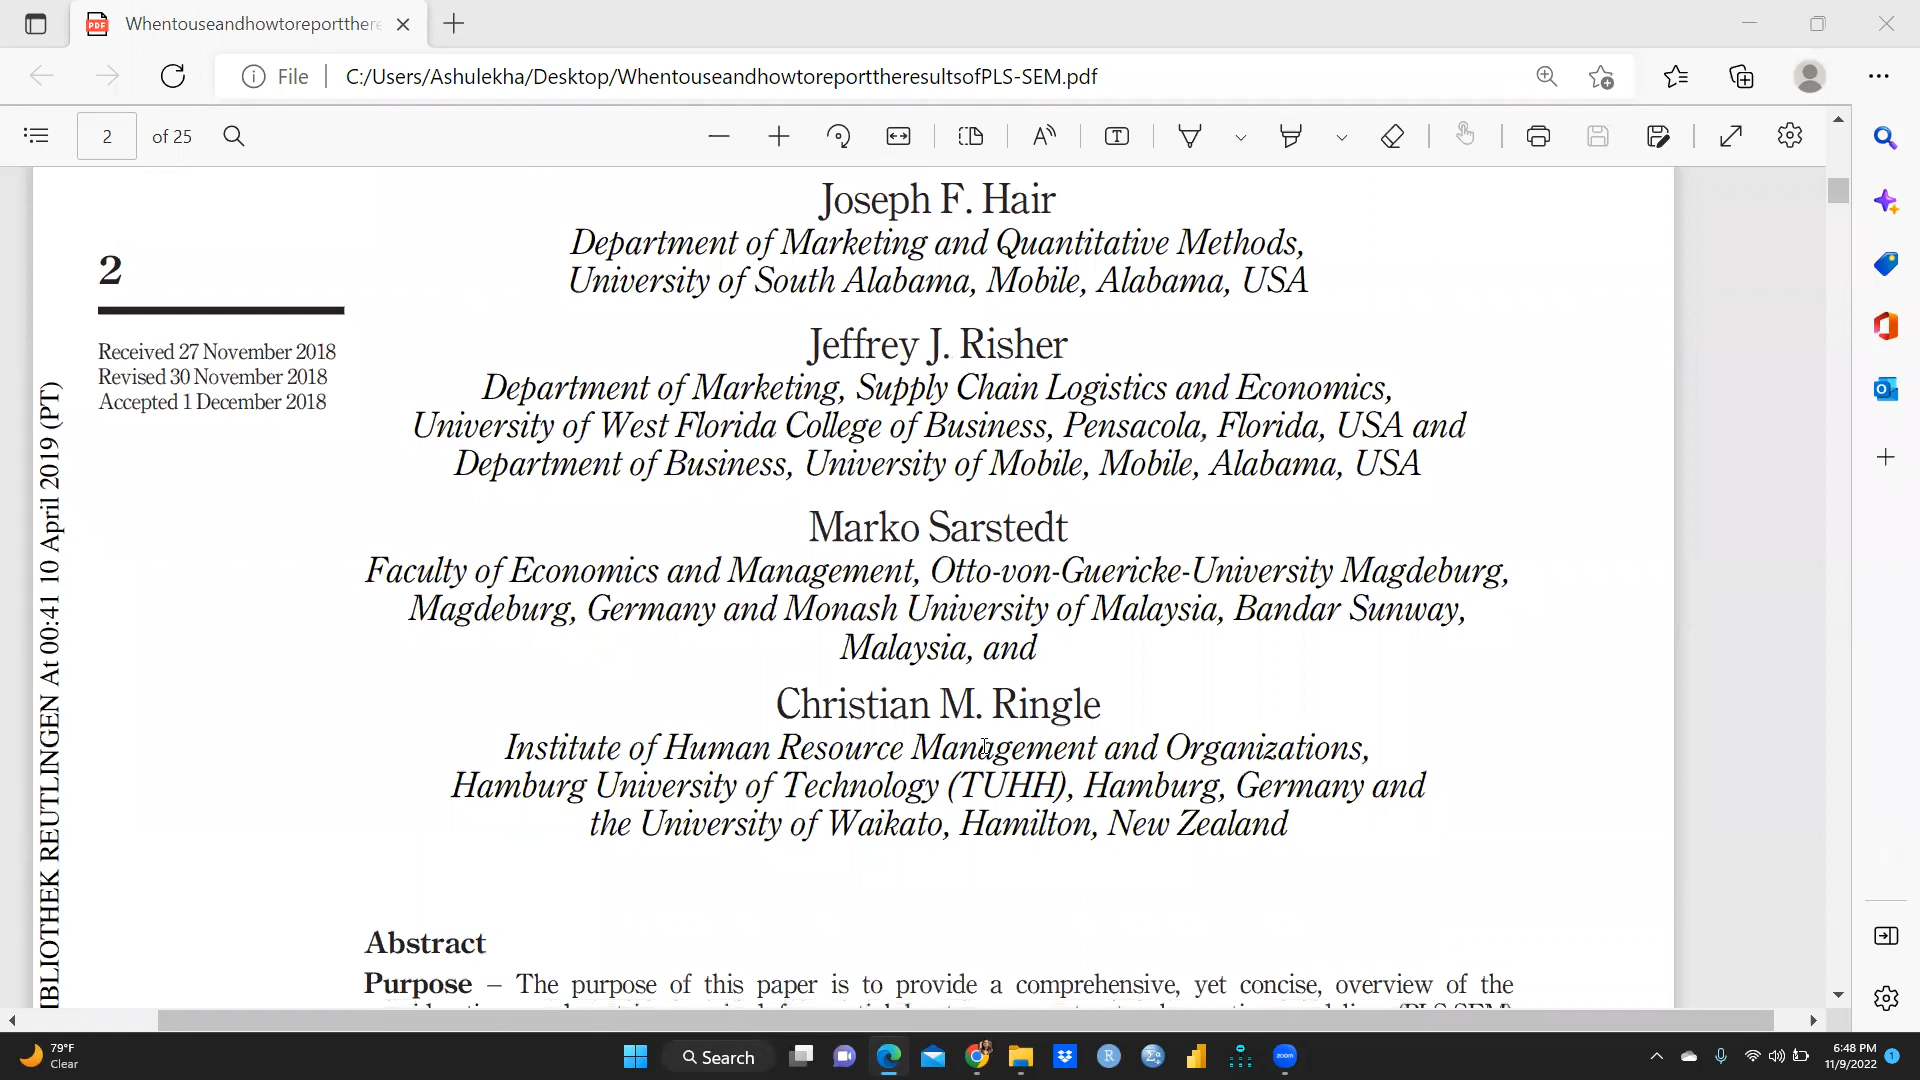 Whentouseandhowtoreportthere
File
C:/Users/Ashulekha/Desktop/WhentouseandhowtoreporttheresultsofPLS-SEM.pdf
2
of 25
Joseph F. Hair
Department of Marketing and Quantitative Methods,
University of South Alabama, Mobile, Alabama, USA
2
Jeffrey J. Risher
Received 27 November 2018
Revised 30 November 2018
Accepted 1 December 2018
Department of Marketing, Supply Chain Logistics and Economics,
University of West Florida College of Business, Pensacola, Florida, USA and
Department of Business, University of Mobile, Mobile, Alabama, USA
Marko Sarstedt
Faculty of Economics and Management, Otto-von-Guericke-University Magdeburg,
Magdeburg, Germany and Monash University of Malaysia, Bandar Sunway,
Malaysia, and
Christian M. Ringle
Institute of Human Resource Management and Organizations,
Hamburg University of Technology (TUHH), Hamburg, Germany and
the University of Waikato, Hamilton, New Zealand
REUTLINGEN At 00:41 10 April 2019 (PT)
Abstract
Purpose – The purpose of this paper is to provide a comprehensive, yet concise, overview of the
79°F
Clear
Search
zoom
6:48 PM
11/9/2022
1